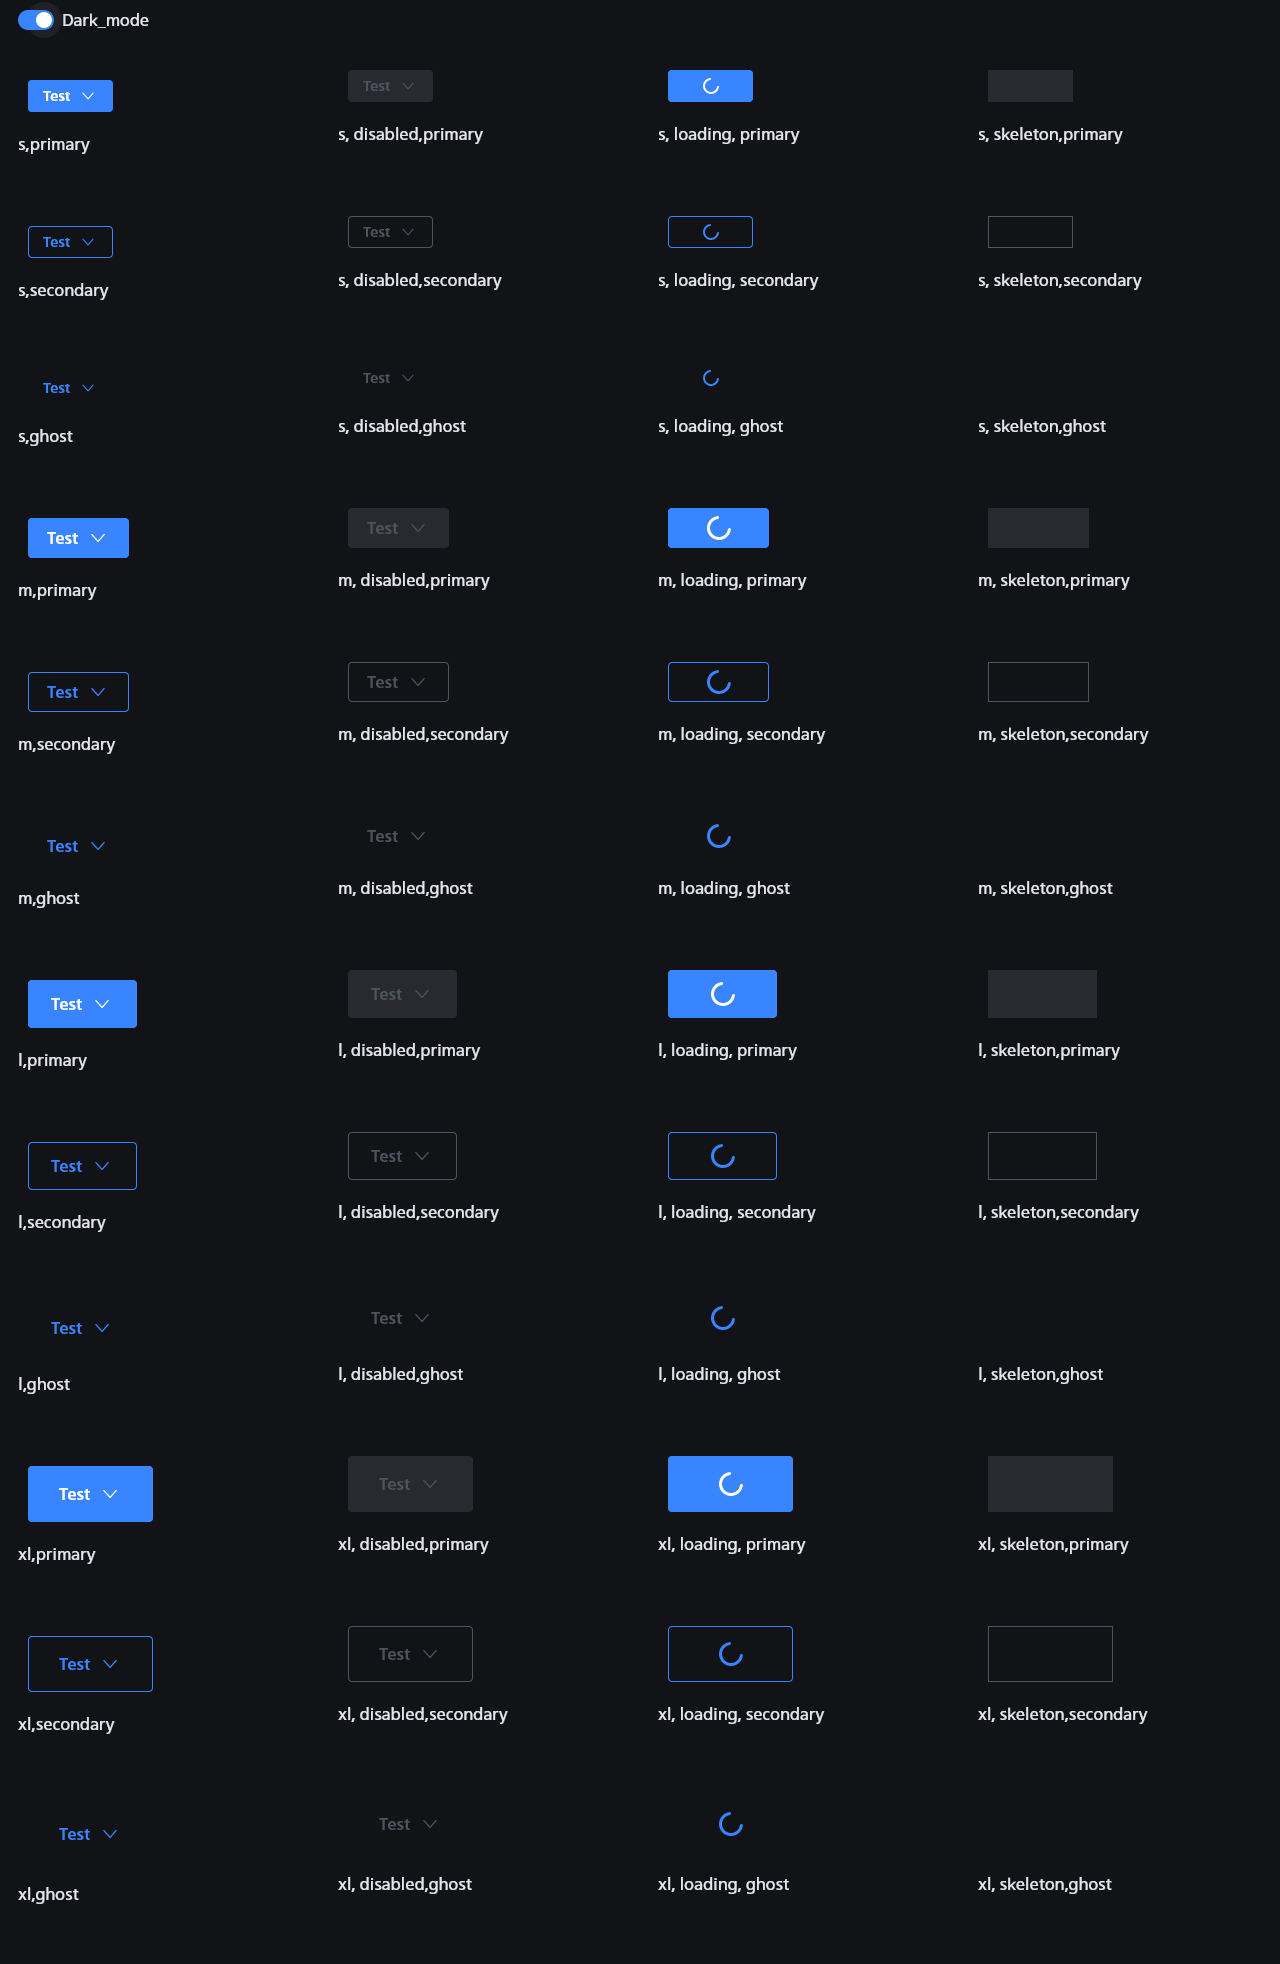 Dark_mode
Test
Test
s,primary
s, disabled,primary
s, loading, primary
s, skeleton,primary
Test
Test
s,secondary
s, disabled,secondary
s, loading, secondary
s, skeleton,secondary
Test
Test
s,ghost
s, disabled,ghost
s, loading, ghost
s, skeleton,ghost
Test
Test
m,primary
m, disabled,primary
m, loading, primary
m, skeleton,primary
Test
Test
m,secondary
m, disabled,secondary
m, loading, secondary
m, skeleton,secondary
Test
Test
m,ghost
m, disabled,ghost
m, loading, ghost
m, skeleton,ghost
Test
Test
l,primary
l, disabled,primary
l, loading, primary
l, skeleton,primary
Test
Test
l,secondary
l, disabled,secondary
l, loading, secondary
l, skeleton,secondary
Test
Test
l,ghost
l, disabled,ghost
l, loading, ghost
l, skeleton,ghost
Test
Test
xl,primary
xl, disabled,primary
xl, loading, primary
xl, skeleton,primary
Test
Test
xl,secondary
xl, disabled,secondary
xl, loading, secondary
xl, skeleton,secondary
Test
Test
xl,ghost
xl, disabled,ghost
xl, loading, ghost
xl, skeleton,ghost